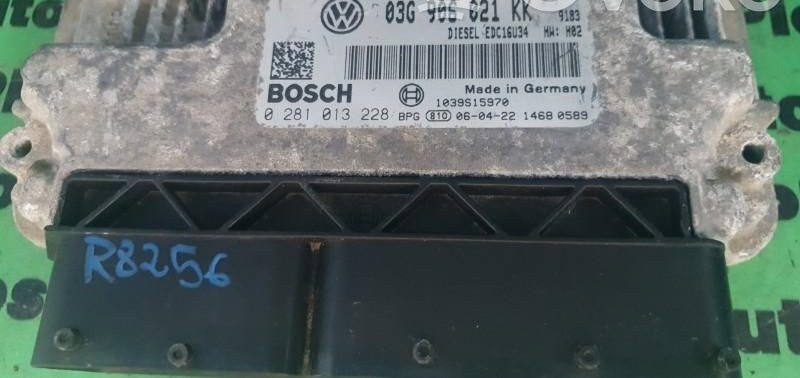 03G 906 021 KK 9183
DIESEL EDC16U34 HW: H02
BOSCH
Made in Germany
1039S15970
0 281 013 228 BPG 810 06-04-22 1468 0589
R8256